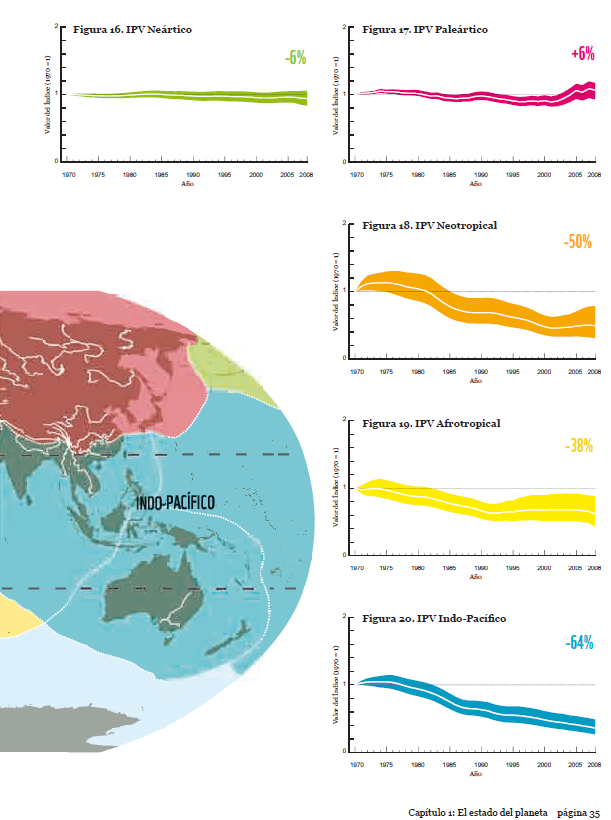 Figura 16. IPV Neártico
-6%
Valor del Índice (1970 = 1)
2
1
0
1970 1975 1980 1985 1990 1995 2000 2005 2008
Año
Figura 17. IPV Paleártico
+6%
Valor del Índice (1970 = 1)
2
1
0
1970 1975 1980 1985 1990 1995 2000 2005 2008
Año
Figura 18. IPV Neotropical
-50%
Valor del Índice (1970 = 1)
2
1
0
1970 1975 1980 1985 1990 1995 2000 2005 2008
Año
INDO-PACÍFICO
Figura 19. IPV Afrotropical
-38%
Valor del Índice (1970 = 1)
2
1
0
1970 1975 1980 1985 1990 1995 2000 2005 2008
Año
Figura 20. IPV Indo-Pacífico
-64%
Valor del Índice (1970 = 1)
2
1
0
1970 1975 1980 1985 1990 1995 2000 2005 2008
Año
Capítulo 1: El estado del planeta página 35